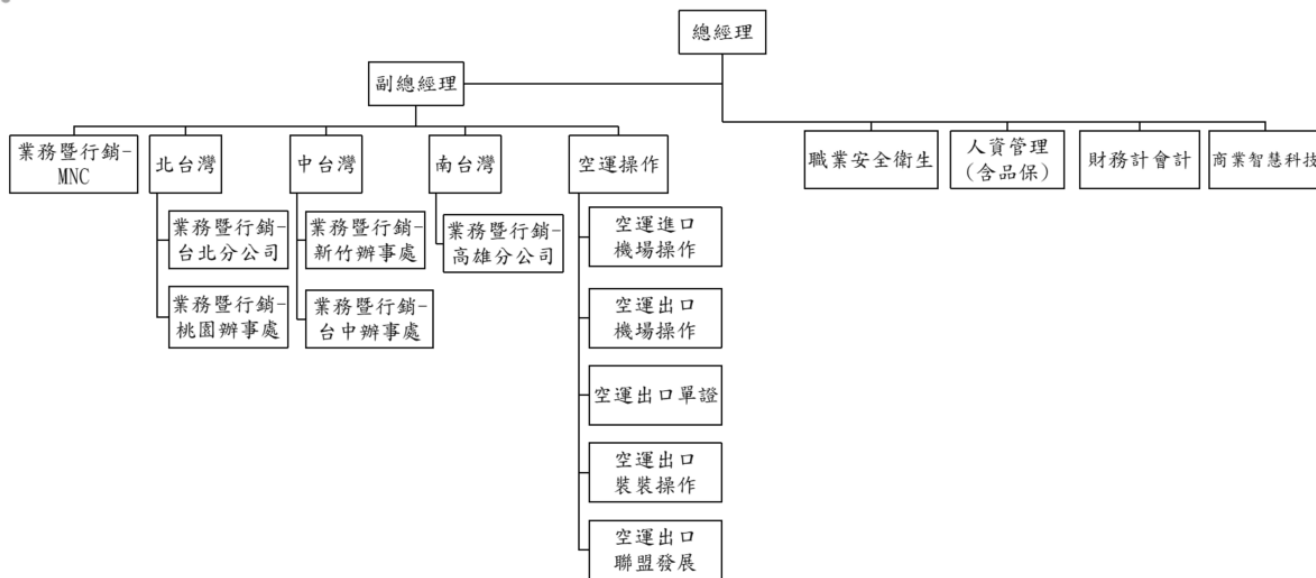 總經理
副總經理
業務暨行銷-
MNC
北台灣
中台灣
南台灣
空運操作
職業安全衛生
人資管理
(含品保)
財務計會計
商業智慧科技
業務暨行銷-
台北分公司
業務暨行銷-
桃園辦事處
業務暨行銷-
新竹辦事處
業務暨行銷-
台中辦事處
業務暨行銷-
高雄分公司
空運進口
機場操作
空運出口
機場操作
空運出口單證
空運出口
裝裝操作
空運出口
聯盟發展